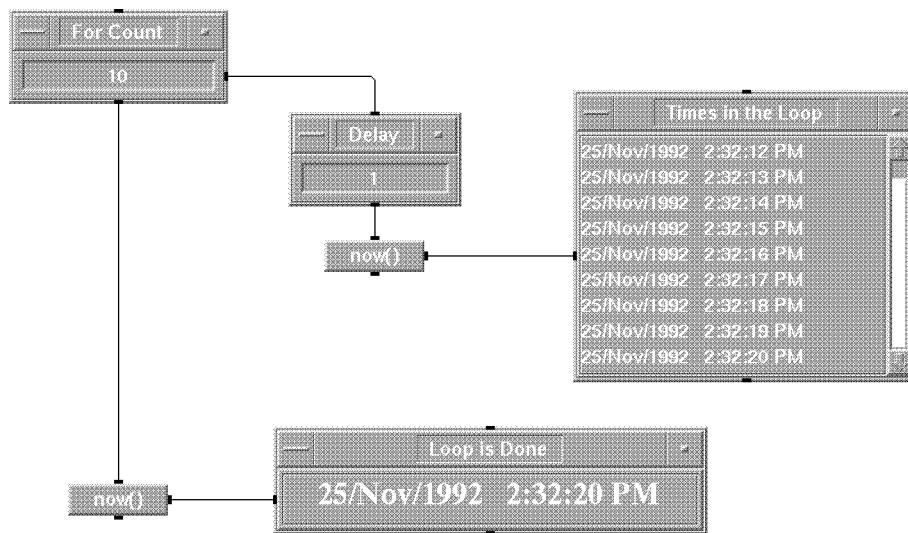 For Count
10
Delay
1
now()
Times in the Loop
25/Nov/1992 2:32:12 PM
25/Nov/1992 2:32:13 PM
25/Nov/1992 2:32:14 PM
25/Nov/1992 2:32:15 PM
25/Nov/1992 2:32:16 PM
25/Nov/1992 2:32:17 PM
25/Nov/1992 2:32:18 PM
25/Nov/1992 2:32:19 PM
25/Nov/1992 2:32:20 PM
now()
Loop is Done
25/Nov/1992 2:32:20 PM